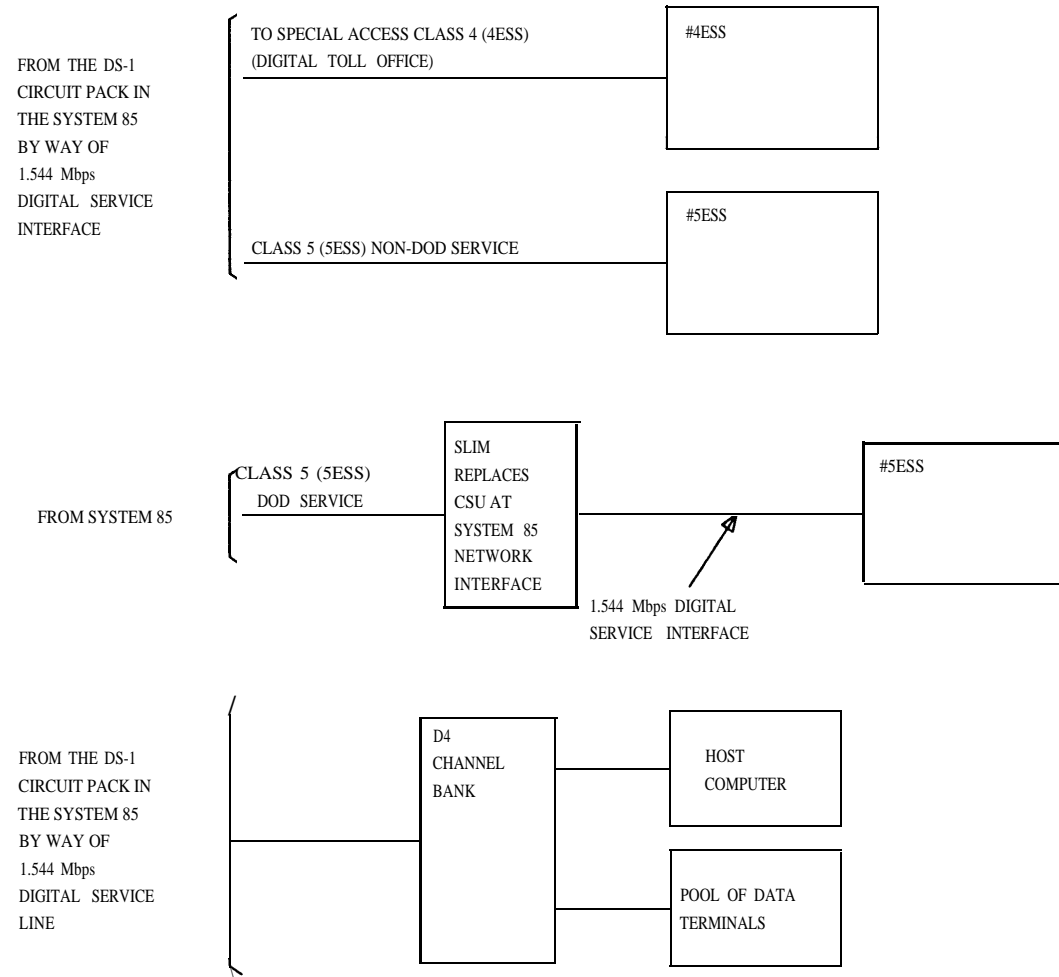 FROM THE DS-1
CIRCUIT PACK IN
THE SYSTEM 85
BY WAY OF
1.544 Mbps
DIGITAL SERVICE
INTERFACE
TO SPECIAL ACCESS CLASS 4 (4ESS)
(DIGITAL TOLL OFFICE)
#4ESS
CLASS 5 (5ESS) NON-DOD SERVICE
#5ESS
FROM SYSTEM 85
CLASS 5 (5ESS)
DOD SERVICE
SLIM
REPLACES
CSU AT
SYSTEM 85
NETWORK
INTERFACE
1.544 Mbps DIGITAL
SERVICE INTERFACE
#5ESS
FROM THE DS-1
CIRCUIT PACK IN
THE SYSTEM 85
BY WAY OF
1.544 Mbps
DIGITAL SERVICE
LINE
D4
CHANNEL
BANK
HOST
COMPUTER
POOL OF DATA
TERMINALS